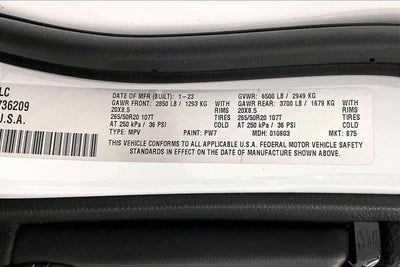 LC
736209
U.S.A.
DATE OF MFR (BUILT): 1-23 GVWR: 6500 LB / 2949 KG
GAWR FRONT: 2850 LB / 1293 KG WITH GAWR REAR: 3700 LB / 1679 KG WITH
20X8.5 RIMS 20X8.5 RIMS
265/50R20 107T TIRES 265/50R20 107T TIRES
AT 250 kPa / 36 PSI COLD AT 250 kPa / 36 PSI COLD
TYPE: MPV PAINT: PW7 MDH: 010603 MKT: 875
THIS VEHICLE CONFORMS TO ALL APPLICABLE U.S.A. FEDERAL MOTOR VEHICLE SAFETY
STANDARDS IN EFFECT ON THE DATE OF MANUFACTURE SHOWN ABOVE